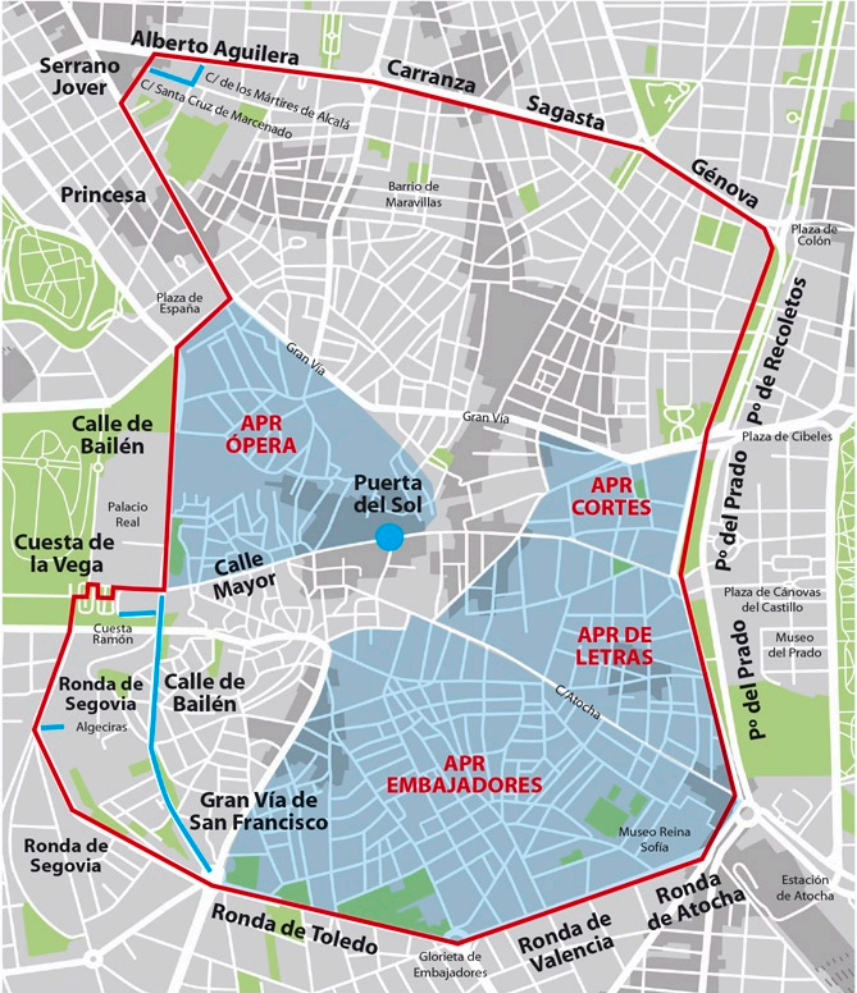 Alberto Aguilera
Serrano
Jover
C/ de los Mártires de Alcalá
C/ Santa Cruz de Marcenado
Carranza
Sagasta
Génova
Princesa
Barrio de
Maravillas
Plaza de
Colón
Plaza de
España
Gran Vía
Pº de Recoletos
Gran Vía
Calle de
Bailén
APR
ÓPERA
Plaza de Cibeles
Puerta
del Sol
APR
CORTES
Palacio
Real
Pº del Prado
Cuesta de
la Vega
Calle
Mayor
Plaza de Cánovas
del Castillo
Cuesta
Ramón
APR DE
LETRAS
Museo
del Prado
Pº del Prado
Ronda de
Segovia
Calle de
Bailén
Algeciras
C/Atocha
APR
EMBAJADORES
Gran Vía de
San Francisco
Museo Reina
Sofía
Ronda de
Segovia
Estación
de Atocha
Ronda
de Atocha
Ronda de Toledo
Ronda de
Valencia
Glorieta de
Embajadores